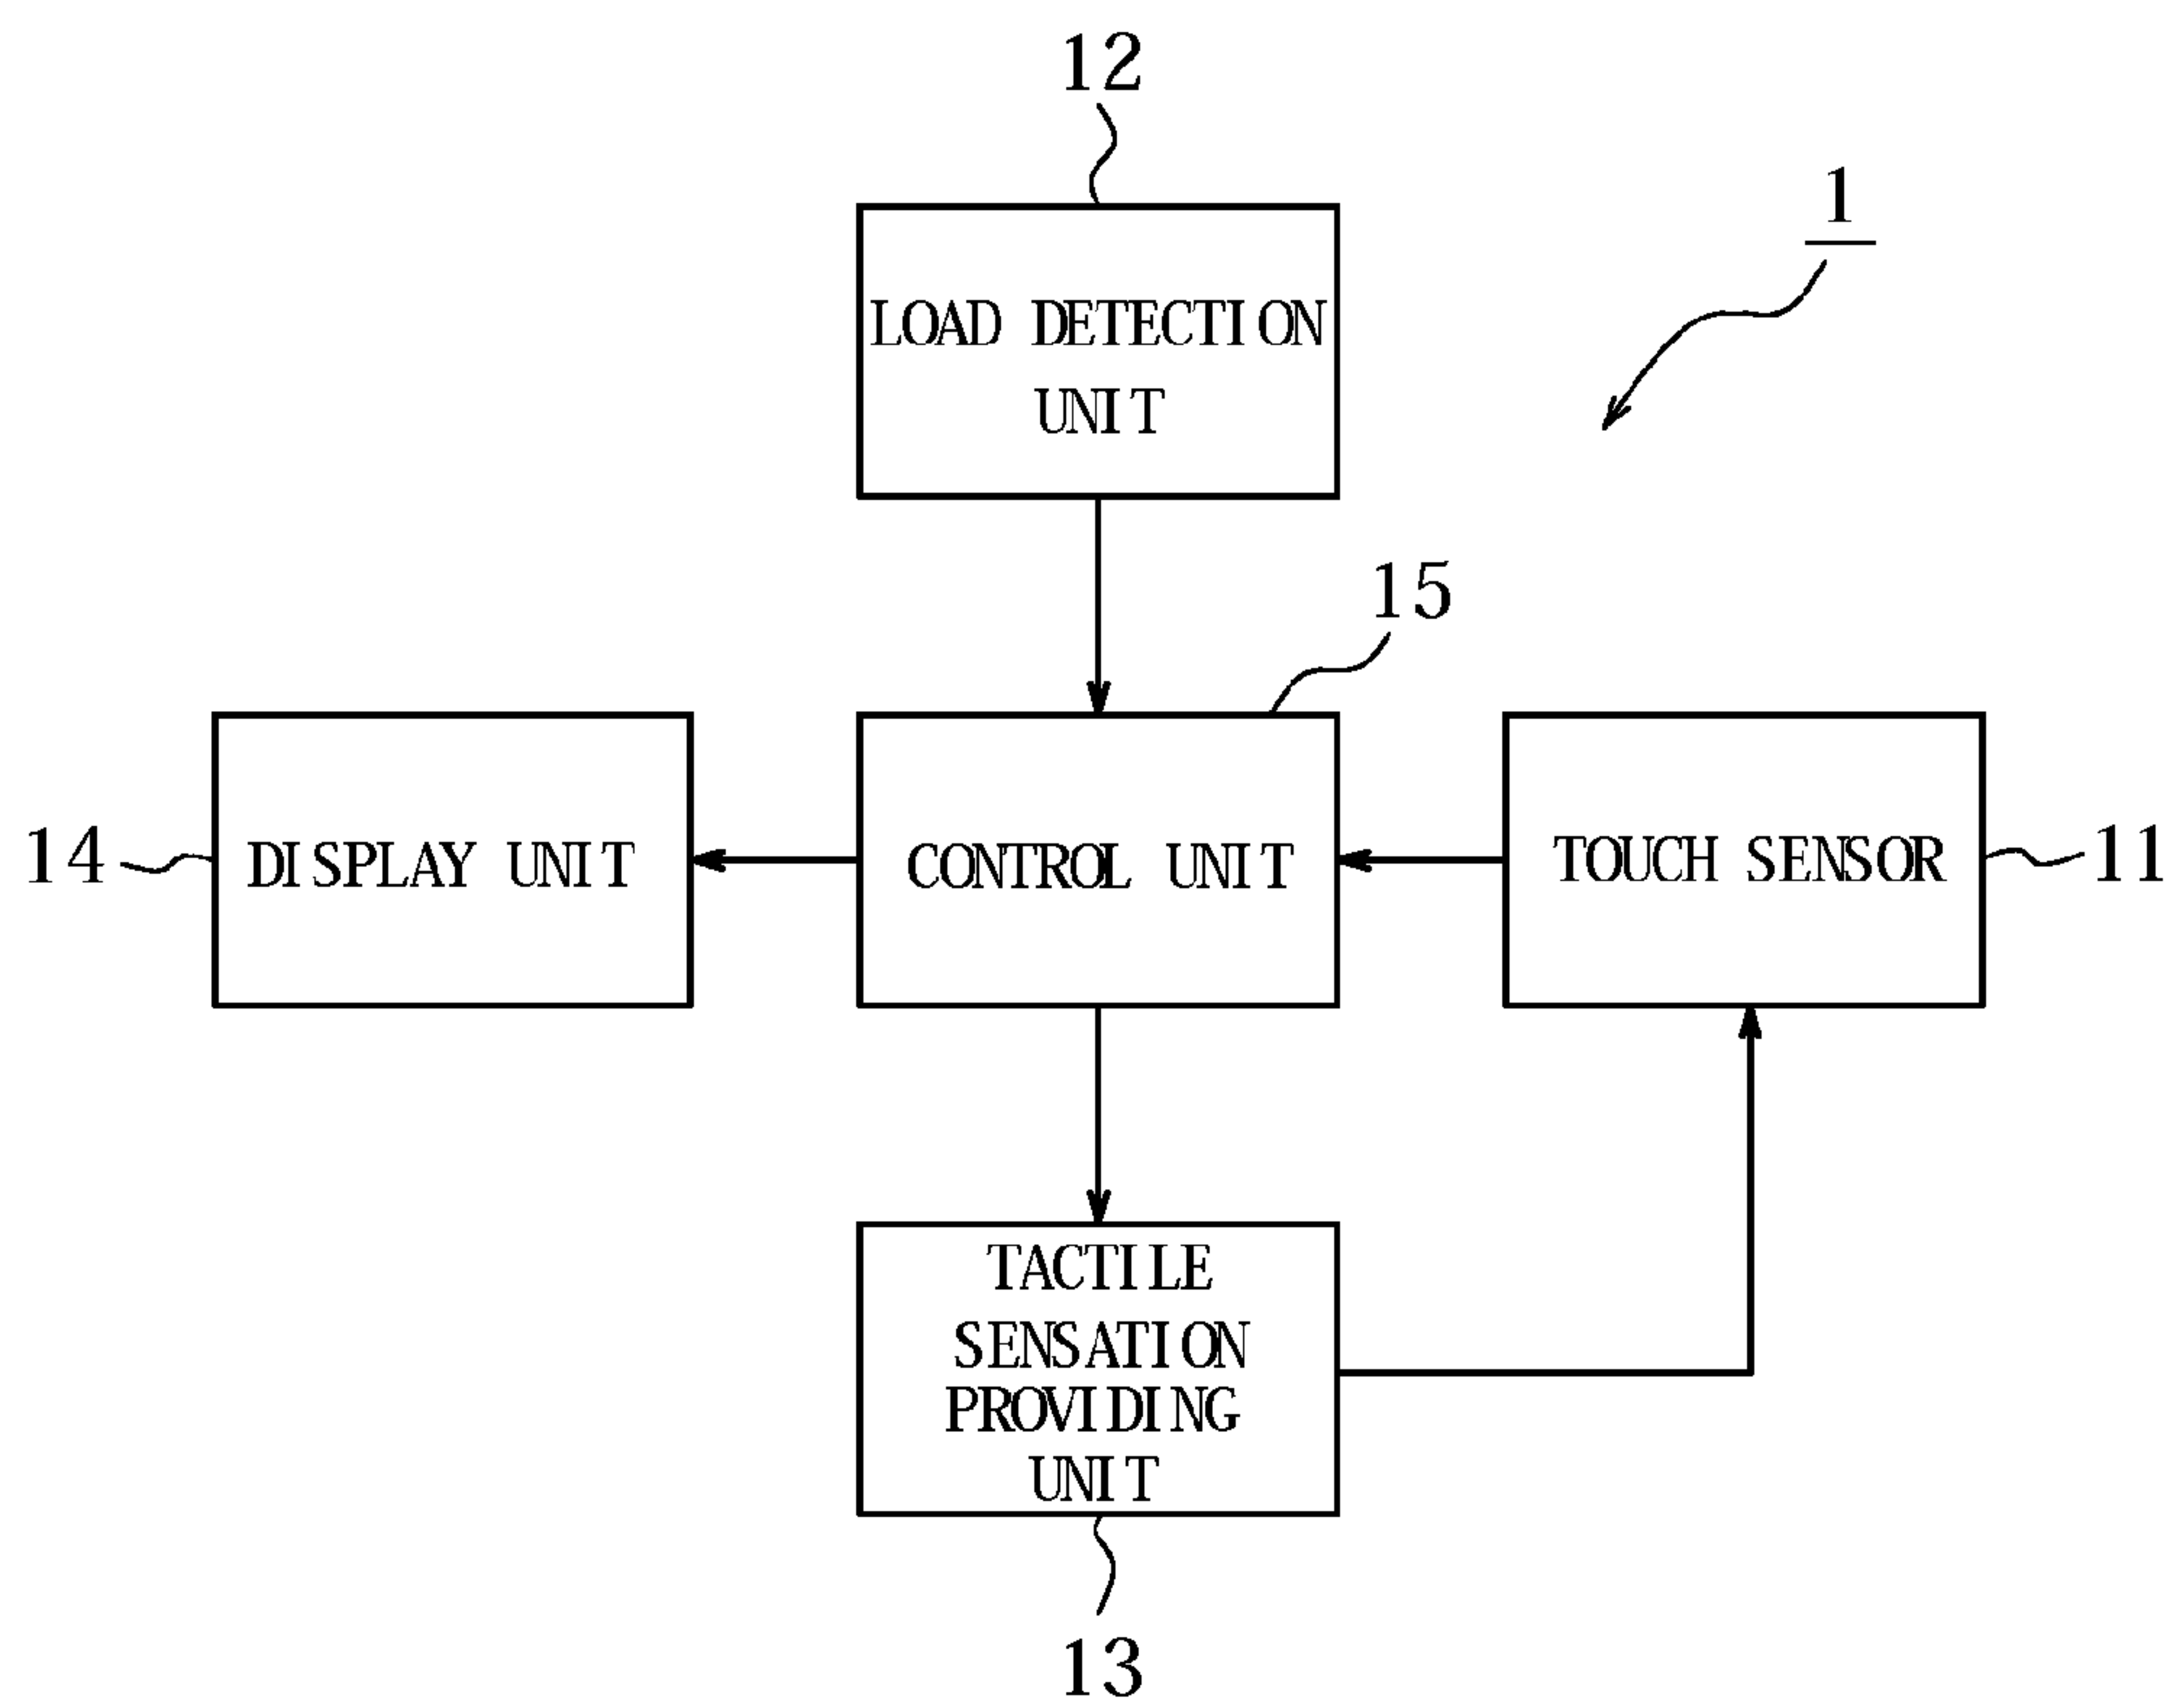 12
1
LOAD DETECTION
UNIT
15
14
DISPLAY UNIT
CONTROL UNIT
TOUCH SENSOR
11
TACTILE
SENSATION
PROVIDING
UNIT
13